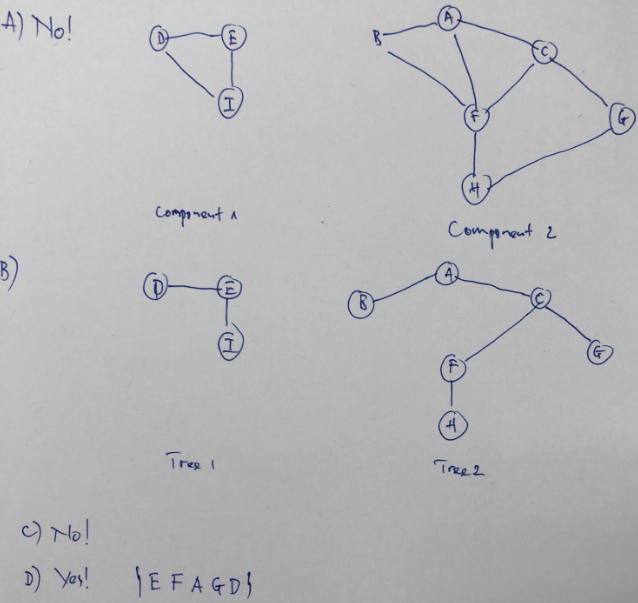 A) No!
D E
I
Component 1
A
B
C
F
G
H
Component 2
B)
D E
I
Tree 1
A
B
C
F
G
H
Tree 2
C) No!
D) Yes! {E F A G D}